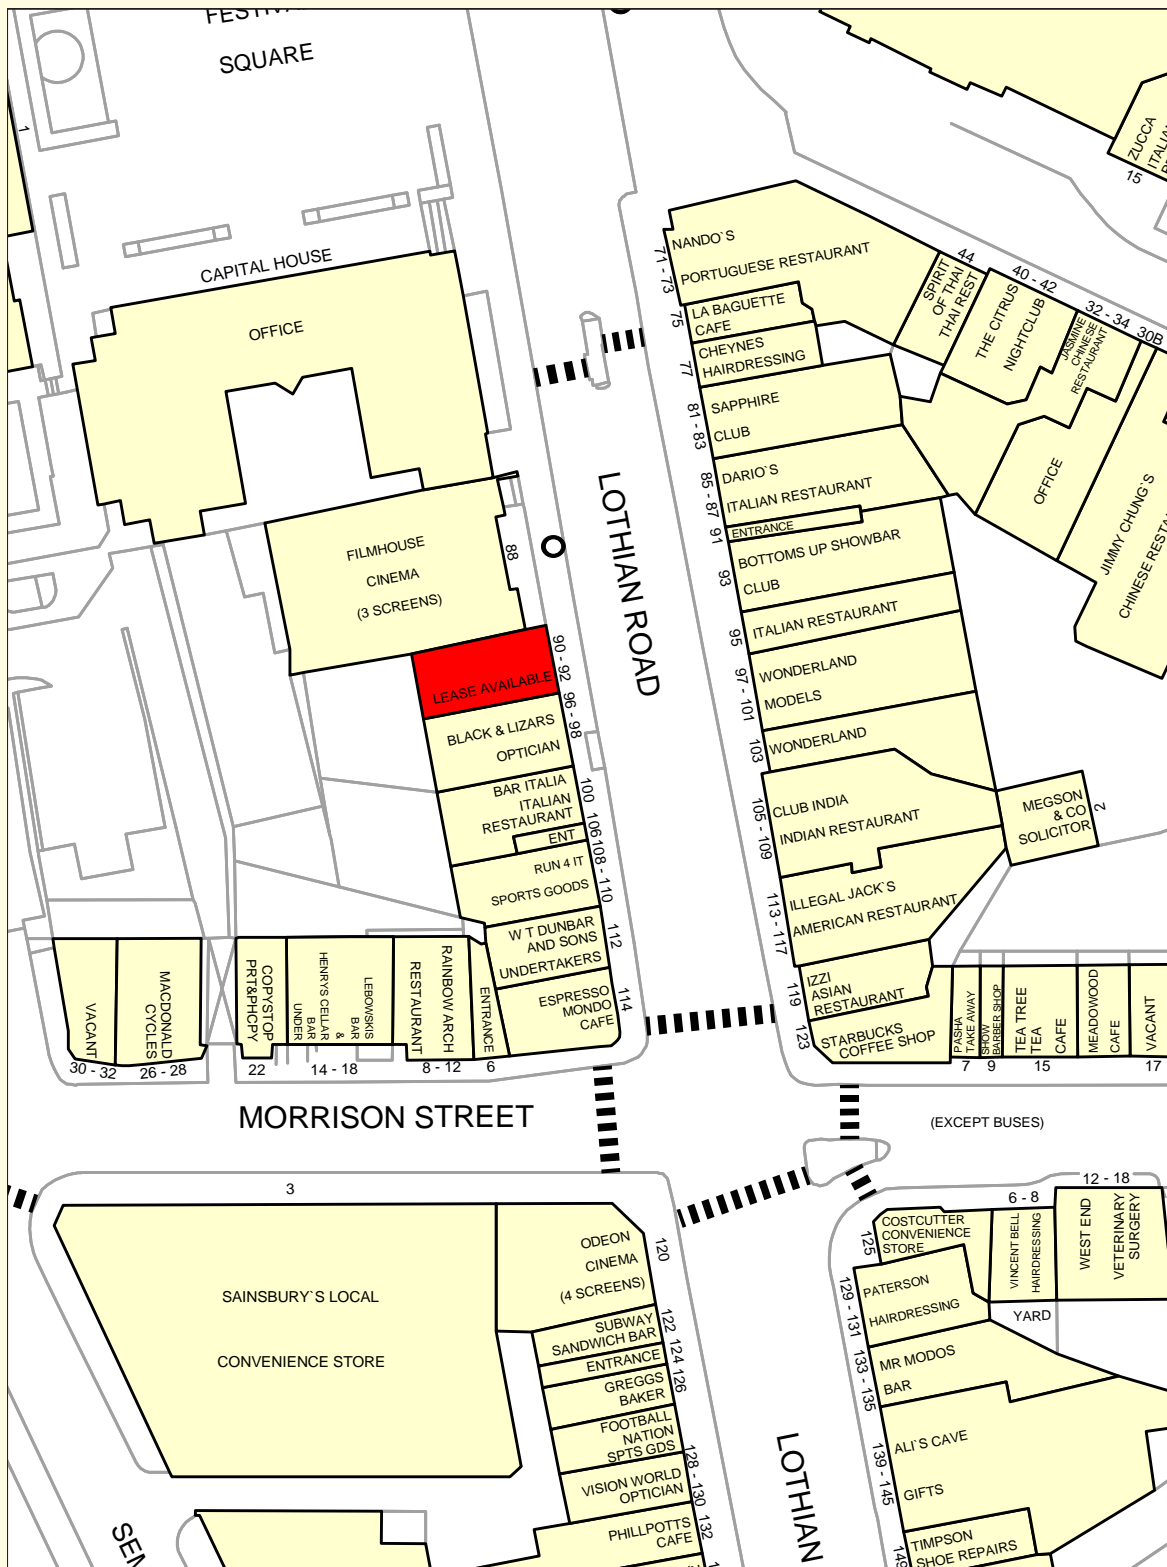 SQUARE
1
ZUCCA
15
CAPITAL HOUSE
OFFICE
NANDO`S
PORTUGUESE RESTAURANT
71 - 73
LA BAGUETTE
CAFE
75
CHEYNES
HAIRDRESSING
77
SAPPHIRE
CLUB
81 - 83
DARIO`S
ITALIAN RESTAURANT
85 - 87
ENTRANCE
91
BOTTOMS UP SHOWBAR
CLUB
93
ITALIAN RESTAURANT
95
WONDERLAND
MODELS
97 - 101
WONDERLAND
103
CLUB INDIA
INDIAN RESTAURANT
105 - 109
MEGSON
& CO
SOLICITOR
2
ILLEGAL JACK`S
AMERICAN RESTAURANT
113 - 117
IZZI
ASIAN
RESTAURANT
119
STARBUCKS
COFFEE SHOP
123
44
SPIRIT
OF THAI
THAI REST
40 - 42
THE CITRUS
NIGHTCLUB
32 - 34
JASMINE
CHINESE
RESTAURANT
30B
OFFICE
JIMMY CHUNG`S
CHINESE
FILMHOUSE
CINEMA
(3 SCREENS)
88
LOTHIAN ROAD
LEASE AVAILABLE
90 - 92
BLACK & LIZARS
OPTICIAN
96 - 98
BAR ITALIA
ITALIAN
RESTAURANT
100
ENT
106
RUN 4 IT
SPORTS GOODS
108 - 110
W T DUNBAR
AND SONS
UNDERTAKERS
112
ESPRESSO
MONDO
CAFE
114
VACANT
30 - 32
MACDONALD
CYCLES
26 - 28
COPYSTOP
PRT&PHCPY
22
LEBOWSKIS
BAR
&
HENRYS CELLAR
BAR
UNDER
14 - 18
RAINBOW ARCH
RESTAURANT
8 - 12
ENTRANCE
6
PASHA
TAKE AWAY
7
SHOW
BARBER SHOP
9
TEA TREE
TEA
CAFE
15
MEADOWOOD
CAFE
VACANT
17
MORRISON STREET
(EXCEPT BUSES)
3
SAINSBURY`S LOCAL
CONVENIENCE STORE
ODEON
CINEMA
(4 SCREENS)
120
SUBWAY
SANDWICH BAR
122
ENTRANCE
124
GREGGS
BAKER
126
FOOTBALL
NATION
SPTS GDS
VISION WORLD
OPTICIAN
128 - 130
PHILLPOTTS
CAFE
132
LOTHIAN
COSTCUTTER
CONVENIENCE
STORE
125
6 - 8
VINCENT BELL
HAIRDRESSING
12 - 18
WEST END
VETERINARY
SURGERY
YARD
PATERSON
HAIRDRESSING
129 - 131
MR MODOS
BAR
133 - 135
ALI`S CAVE
GIFTS
139 - 145
TIMPSON
SHOE REPAIRS